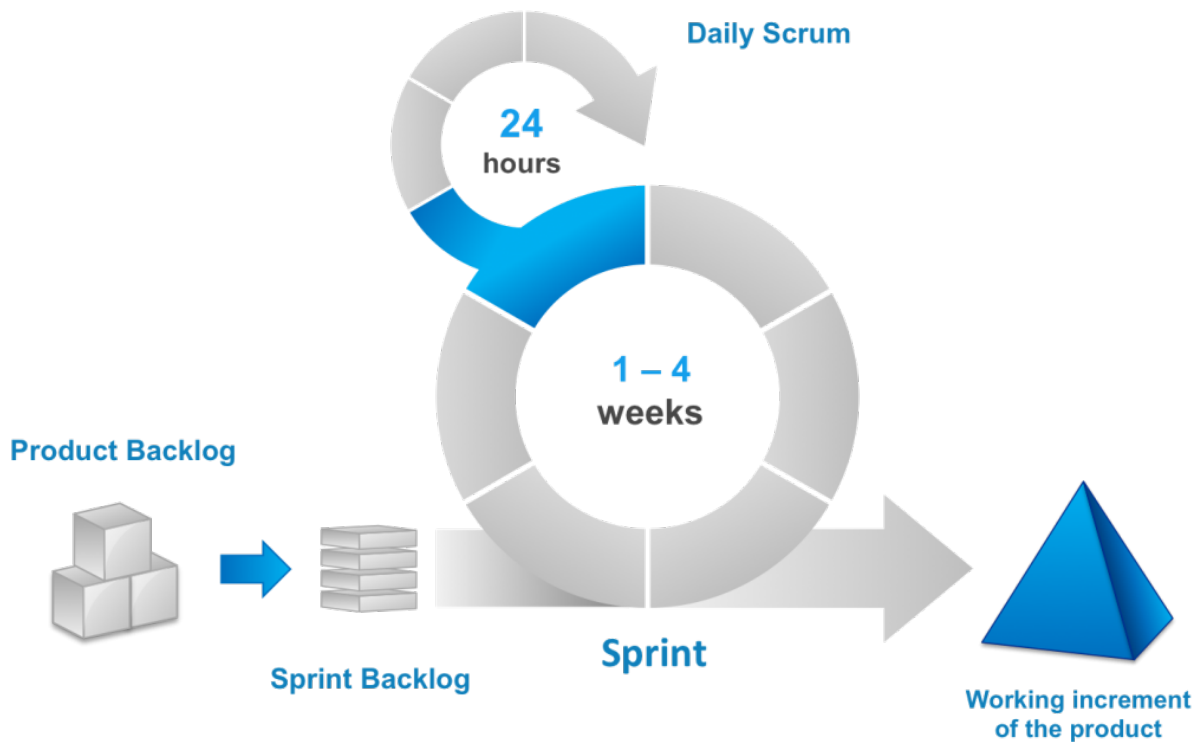 Daily Scrum
24
hours
1 – 4
weeks
Product Backlog
Sprint
Sprint Backlog
Working increment
of the product